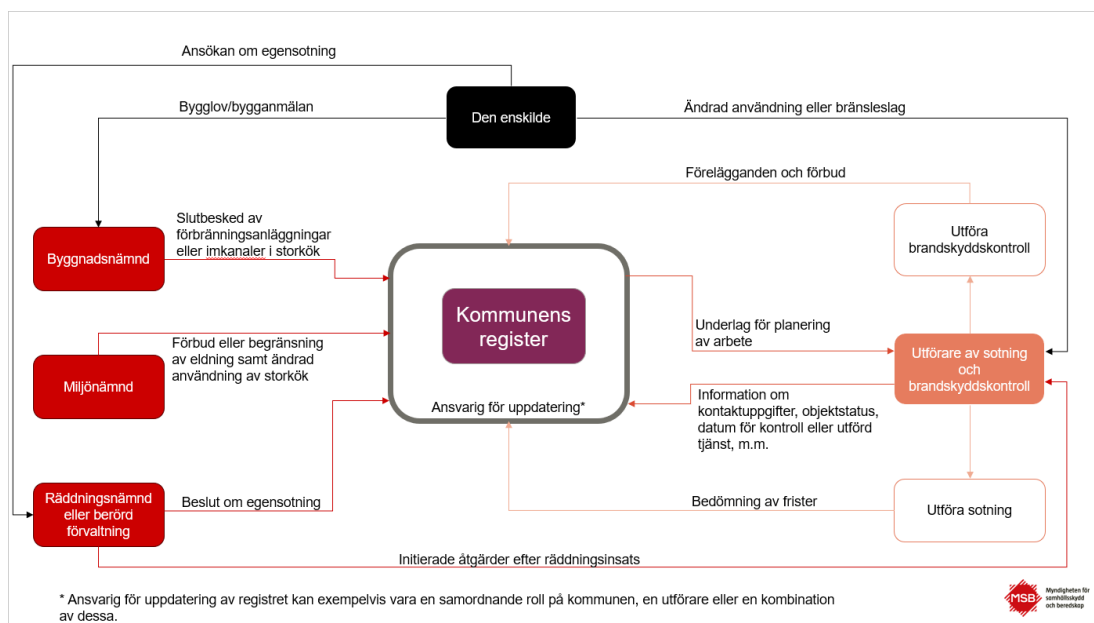 Ansökan om egensotning
Bygglov/bygganmälan
Den enskilde
Ändrad användning eller bränsleslag
Förelägganden och förbud
Slutbesked av
förbränningsanläggningar
eller imkanaler i storkök
Byggnadsnämnd
Utföra
brandskyddskontroll
Kommunens
register
Underlag för planering
av arbete
Förbud eller begränsning
av eldning samt ändrad
användning av storkök
Miljönämnd
Utförare av sotning
och
brandskyddskontroll
Ansvarig för uppdatering*
Information om
kontaktuppgifter, objektstatus,
datum för kontroll eller utförd
tjänst, m.m.
Räddningsnämnd
eller berörd
förvaltning
Beslut om egensotning
Bedömning av frister
Utföra sotning
Initierade åtgärder efter räddningsinsats
* Ansvarig för uppdatering av registret kan exempelvis vara en samordnande roll på kommunen, en utförare eller en kombination
av dessa.
MSB
Myndigheten för
samhällsskydd
och beredskap